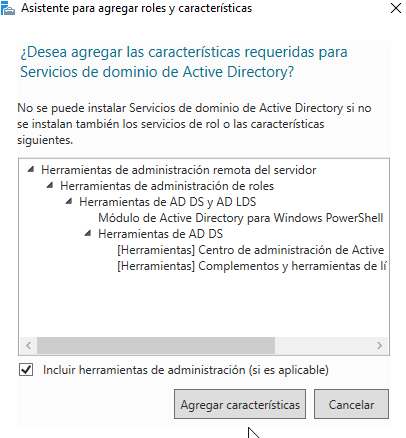 Asistente para agregar roles y características
¿Desea agregar las características requeridas para
Servicios de dominio de Active Directory?
No se puede instalar Servicios de dominio de Active Directory si no
se instalan también los servicios de rol o las características
siguientes.
Herramientas de administración remota del servidor
Herramientas de administración de roles
Herramientas de AD DS y AD LDS
Módulo de Active Directory para Windows PowerShell
Herramientas de AD DS
[Herramientas] Centro de administración de Active
[Herramientas] Complementos y herramientas de lí
Incluir herramientas de administración (si es aplicable)
Agregar características
Cancelar